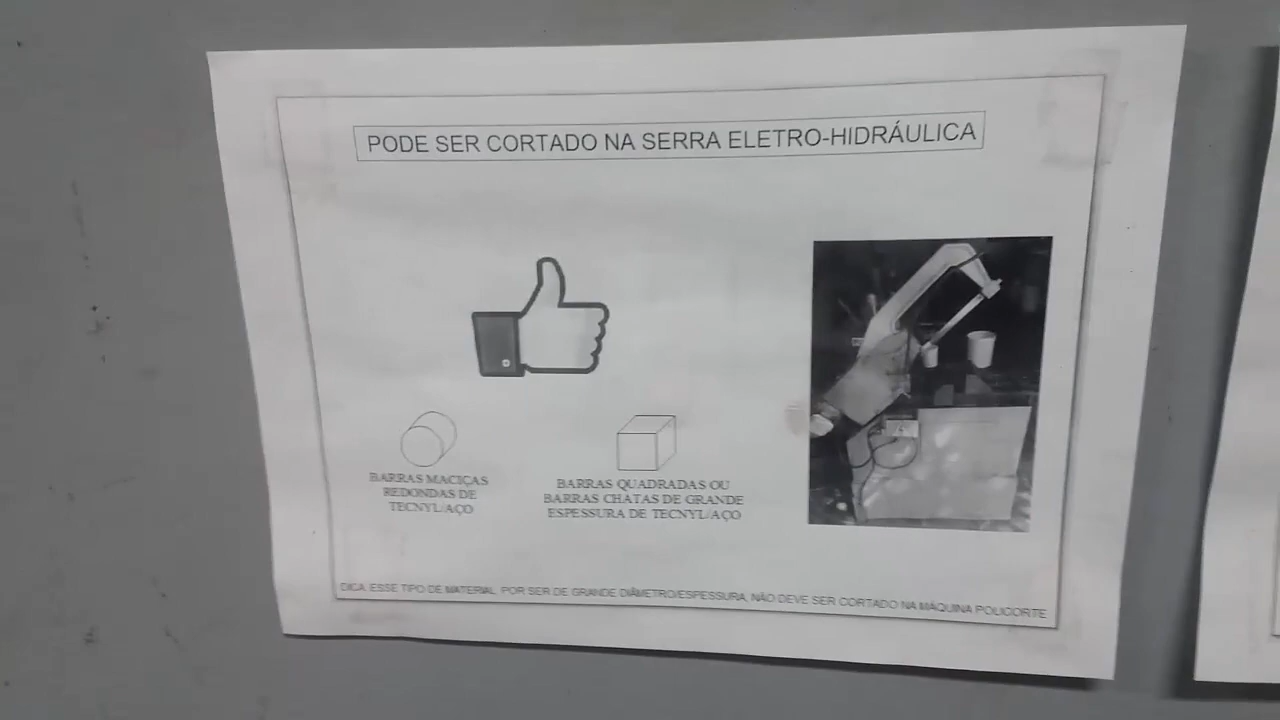 PODE SER CORTADO NA SERRA ELETRO-HIDRÁULICA
BARRAS MACIÇAS
REDONDAS DE
TECNYL/AÇO
BARRAS QUADRADAS OU
BARRAS CHATAS DE GRANDE
ESPESSURA DE TECNYL/AÇO
DICA: ESSE TIPO DE MATERIAL, POR SER DE GRANDE DIÂMETRO/ESPESSURA, NÃO DEVE SER CORTADO NA MÁQUINA POLICORTE